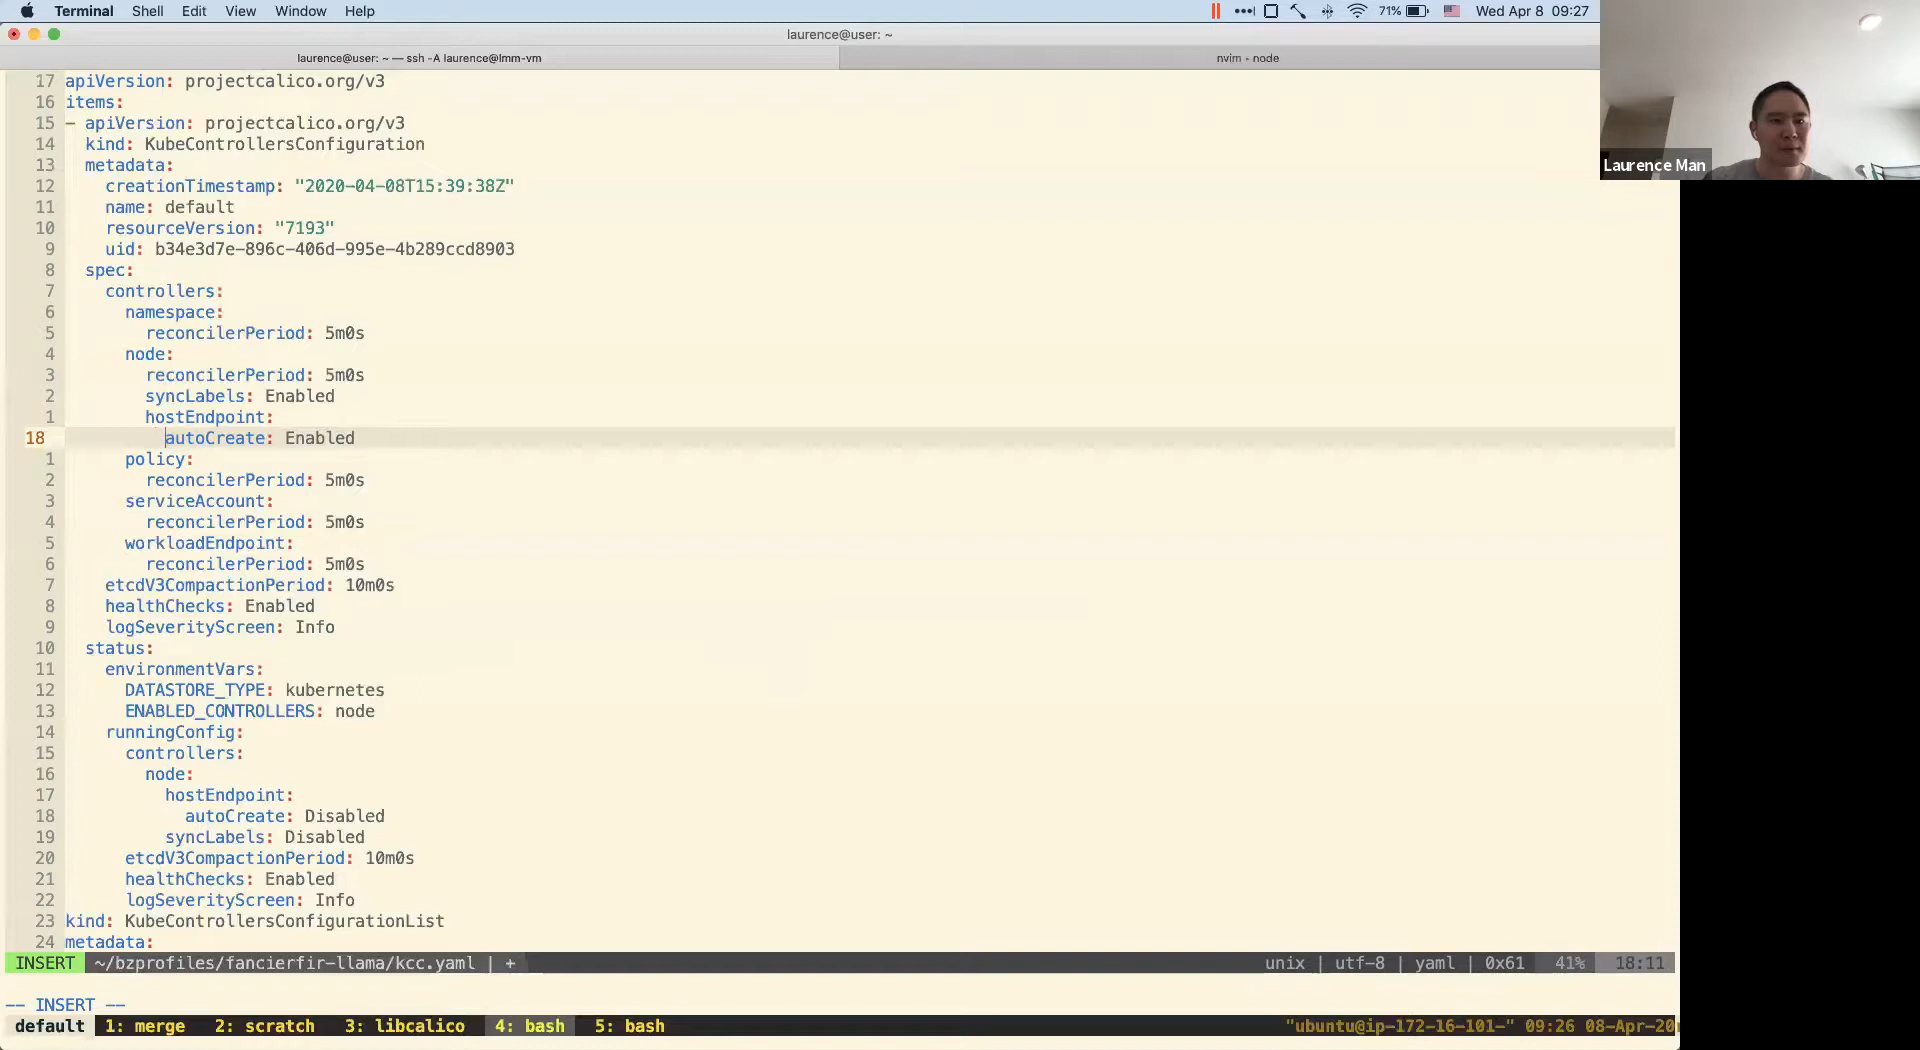 Terminal Shell Edit View Window Help 71% Wed Apr 8 09:27
laurence@user: ~
laurence@user: ~ — ssh -A laurence@lmm-vm nvim ◂ node
Laurence Man
17 apiVersion: projectcalico.org/v3
16 items:
15 - apiVersion: projectcalico.org/v3
14 kind: KubeControllersConfiguration
13 metadata:
12 creationTimestamp: "2020-04-08T15:39:38Z"
11 name: default
10 resourceVersion: "7193"
9 uid: b34e3d7e-896c-406d-995e-4b289ccd8903
8 spec:
7 controllers:
6 namespace:
5 reconcilerPeriod: 5m0s
4 node:
3 reconcilerPeriod: 5m0s
2 syncLabels: Enabled
1 hostEndpoint:
18 autoCreate: Enabled
1 policy:
2 reconcilerPeriod: 5m0s
3 serviceAccount:
4 reconcilerPeriod: 5m0s
5 workloadEndpoint:
6 reconcilerPeriod: 5m0s
7 etcdV3CompactionPeriod: 10m0s
8 healthChecks: Enabled
9 logSeverityScreen: Info
10 status:
11 environmentVars:
12 DATASTORE_TYPE: kubernetes
13 ENABLED_CONTROLLERS: node
14 runningConfig:
15 controllers:
16 node:
17 hostEndpoint:
18 autoCreate: Disabled
19 syncLabels: Disabled
20 etcdV3CompactionPeriod: 10m0s
21 healthChecks: Enabled
22 logSeverityScreen: Info
23 kind: KubeControllersConfigurationList
24 metadata:
INSERT ~/bzprofiles/fancierfir-llama/kcc.yaml | + unix | utf-8 | yaml | 0x61 41% 18:11
-- INSERT --
default 1: merge 2: scratch 3: libcalico 4: bash 5: bash "ubuntu@ip-172-16-101-" 09:26 08-Apr-20